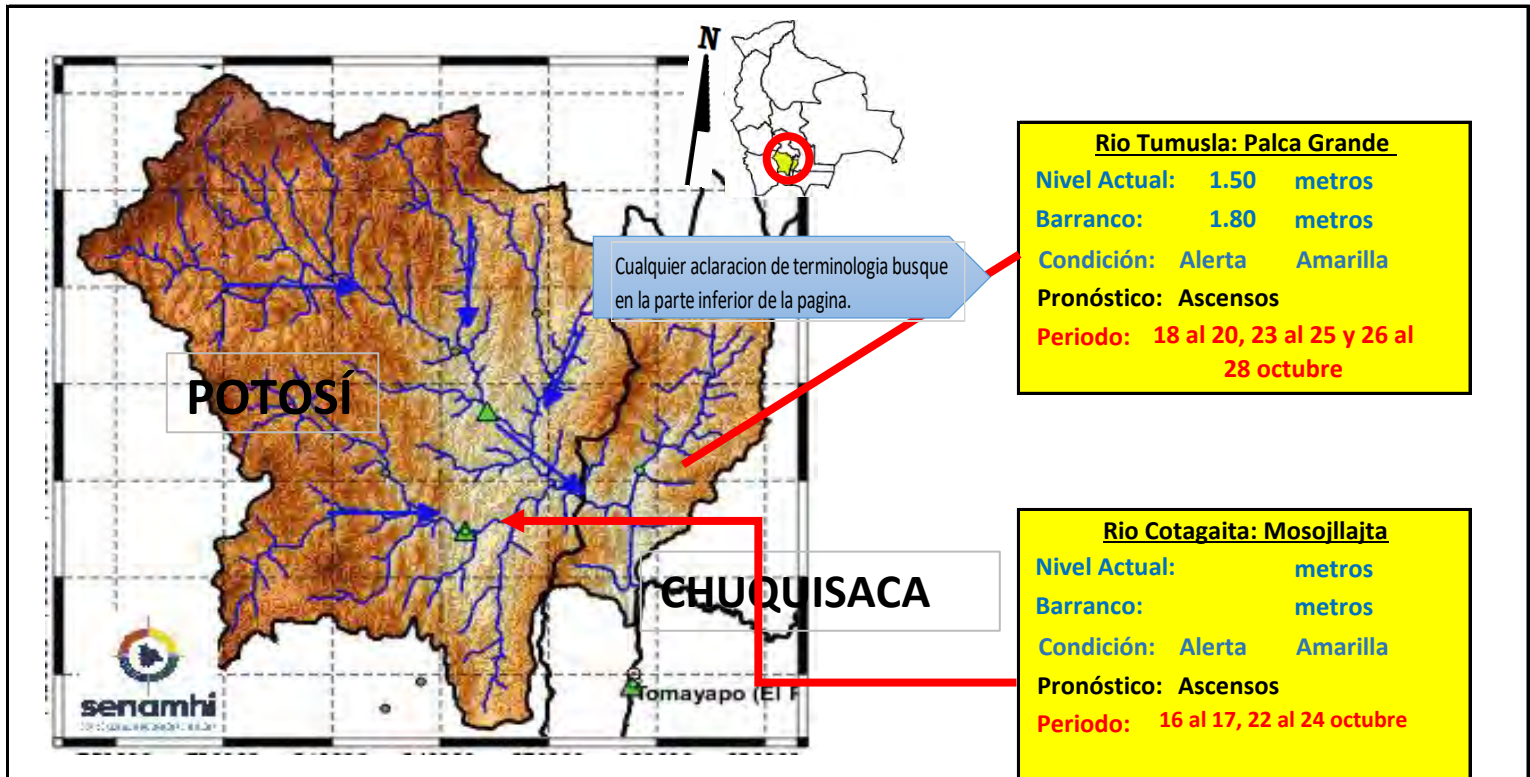 N
Cualquier aclaracion de terminologia busque
en la parte inferior de la pagina.
POTOSÍ
CHUQUISACA
Tomayapo (El
senamhi
Rio Tumusla: Palca Grande
Nivel Actual: 1.50 metros
Barranco: 1.80 metros
Condición: Alerta Amarilla
Pronóstico: Ascensos
Periodo: 18 al 20, 23 al 25 y 26 al
28 octubre
Rio Cotagaita: Mosojllajta
Nivel Actual: metros
Barranco: metros
Condición: Alerta Amarilla
Pronóstico: Ascensos
Periodo: 16 al 17, 22 al 24 octubre